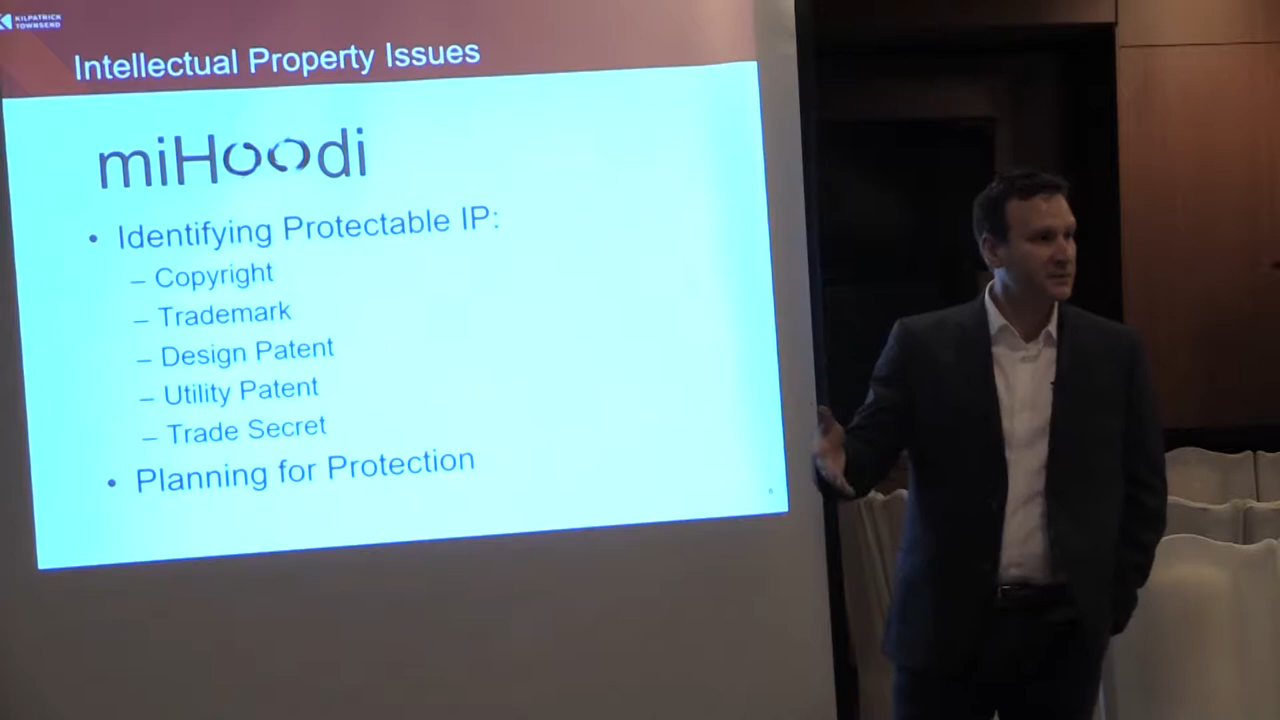 KILPATRICK
TOWNSEND
Intellectual Property Issues
miHoodi
• Identifying Protectable IP:
– Copyright
– Trademark
– Design Patent
– Utility Patent
– Trade Secret
• Planning for Protection
6